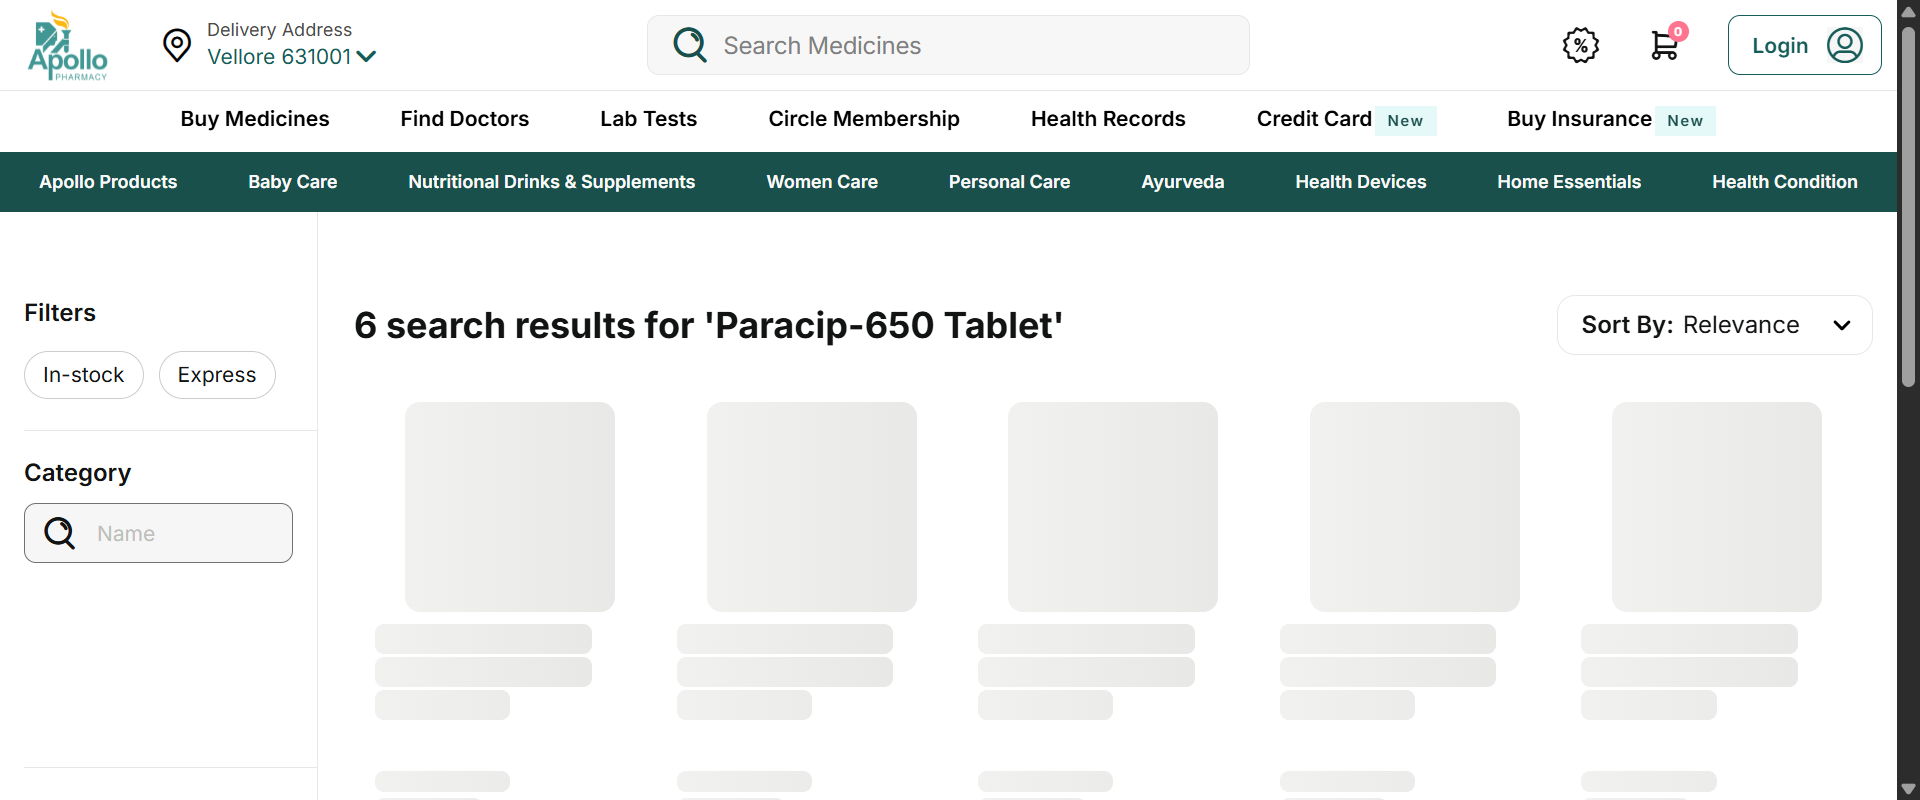 Apollo
PHARMACY
Delivery Address
Vellore 631001
Search Medicines
%
0
Login
Buy Medicines
Find Doctors
Lab Tests
Circle Membership
Health Records
Credit Card New
Buy Insurance New
Apollo Products
Baby Care
Nutritional Drinks & Supplements
Women Care
Personal Care
Ayurveda
Health Devices
Home Essentials
Health Condition
Filters
In-stock
Express
Category
Name
6 search results for 'Paracip-650 Tablet'
Sort By: Relevance